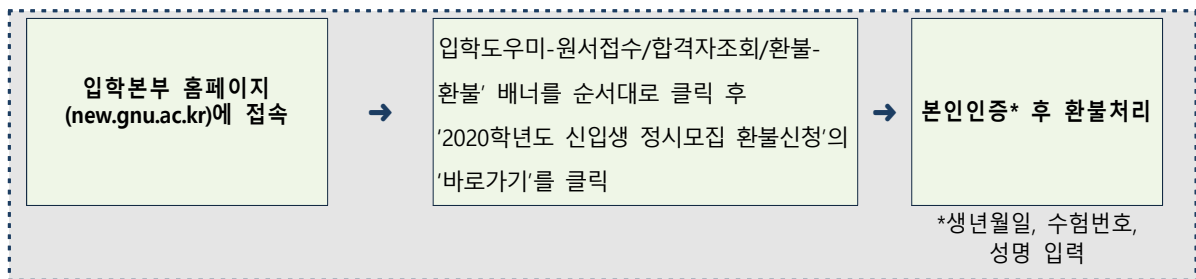 입학본부 홈페이지
(new.gnu.ac.kr)에 접속
➜
입학도우미-원서접수/합격자조회/환불-
환불' 배너를 순서대로 클릭 후
'2020학년도 신입생 정시모집 환불신청'의
'바로가기'를 클릭
➜
본인인증* 후 환불처리
*생년월일, 수험번호,
성명 입력